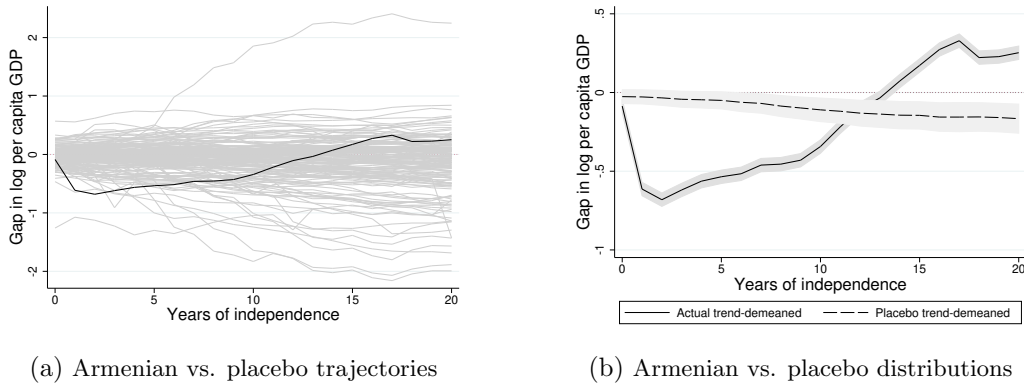 Gap in log per capita GDP
2
1
0
-1
-2
0 5 10 15 20
Years of independence
(a) Armenian vs. placebo trajectories
Gap in log per capita GDP
.5
0
-.5
-1
0 5 10 15 20
Years of independence
Actual trend-demeaned Placebo trend-demeaned
(b) Armenian vs. placebo distributions